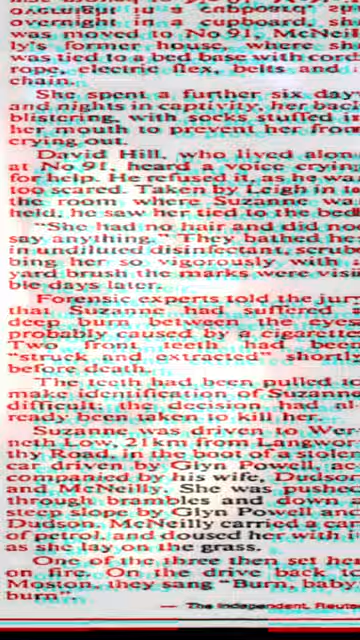 overnight in a cupboard, sh
was moved to No 91, McNeil
ly's former house, where sh
was tied to a bed base with cord
rope, electric flex, belts and
chain.
She spent a further six day
and nights in captivity, her back
blistering, with socks stuffed in
her mouth to prevent her from
crying out.
David Hill, who lived alon
at No 91, heard a voice cryin
for help. He refused it as he wa
too scared. Taken by Leigh in to
the room where Suzanne wa
held, he saw her tied to the bed
"She had no hair and did no
say anything." They bathed he
in undiluted disinfectant, scrub
bing her so vigorously with a
yard brush the marks were visi
ble days later.
Forensic experts told the jur
that Suzanne had suffered a
deep burn between the eyes
probably caused by a cigarette
Two front teeth had been
"struck and extracted" shortly
before death.
The teeth had been pulled to
make identification of Suzanne
difficult; the decision had al
ready been taken to kill her.
Suzanne was driven to Wer
neth Low, 21km from Langwor
thy Road, in the boot of a stolen
car driven by Glyn Powell, ac
companied by his wife, Dudson
and McNeilly. She was pushed
through brambles and down a
steep slope by Glyn Powell and
Dudson. McNeilly carried a can
of petrol, and doused her with it
as she lay on the grass.
One of the three then set her
on fire. On the drive back to
Moston, they sang "Burn, baby
burn".
— The Independent, Reute